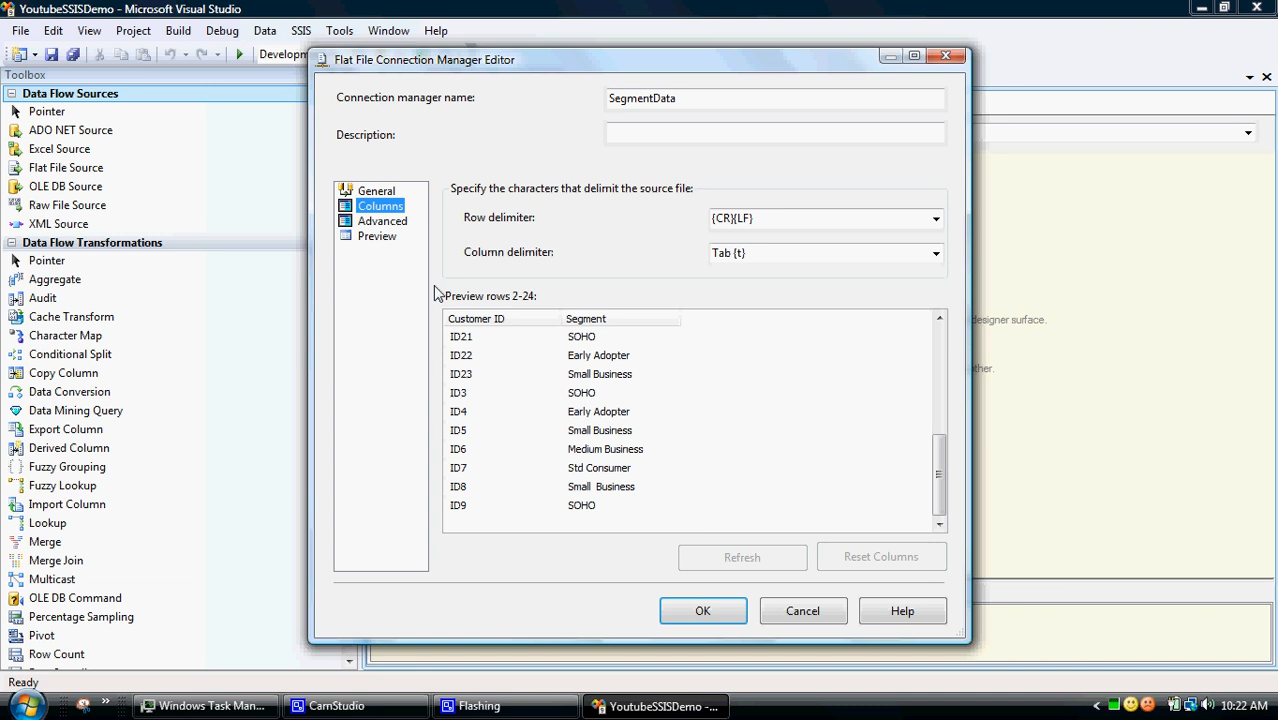 YoutubeSSISDemo - Microsoft Visual Studio
File Edit View Project Build Debug Data SSIS Tools Window Help
Toolbox
Data Flow Sources
Pointer
ADO NET Source
Excel Source
Flat File Source
OLE DB Source
Raw File Source
XML Source
Data Flow Transformations
Pointer
Aggregate
Audit
Cache Transform
Character Map
Conditional Split
Copy Column
Data Conversion
Data Mining Query
Derived Column
Export Column
Fuzzy Grouping
Fuzzy Lookup
Import Column
Lookup
Merge
Merge Join
Multicast
OLE DB Command
Percentage Sampling
Pivot
Row Count
Flat File Connection Manager Editor
Connection manager name: SegmentData
Description:
General
Columns
Advanced
Preview
Specify the characters that delimit the source file:
Row delimiter: {CR}{LF}
Column delimiter: Tab {t}
Preview rows 2-24:
Customer ID Segment
ID21 SOHO
ID22 Early Adopter
ID23 Small Business
ID3 SOHO
ID4 Early Adopter
ID5 Small Business
ID6 Medium Business
ID7 Std Consumer
ID8 Small  Business
ID9 SOHO
Refresh Reset Columns
OK Cancel Help
designer surface.
Ready
Windows Task Man... CamStudio Flashing YoutubeSSISDemo -... 10:22 AM